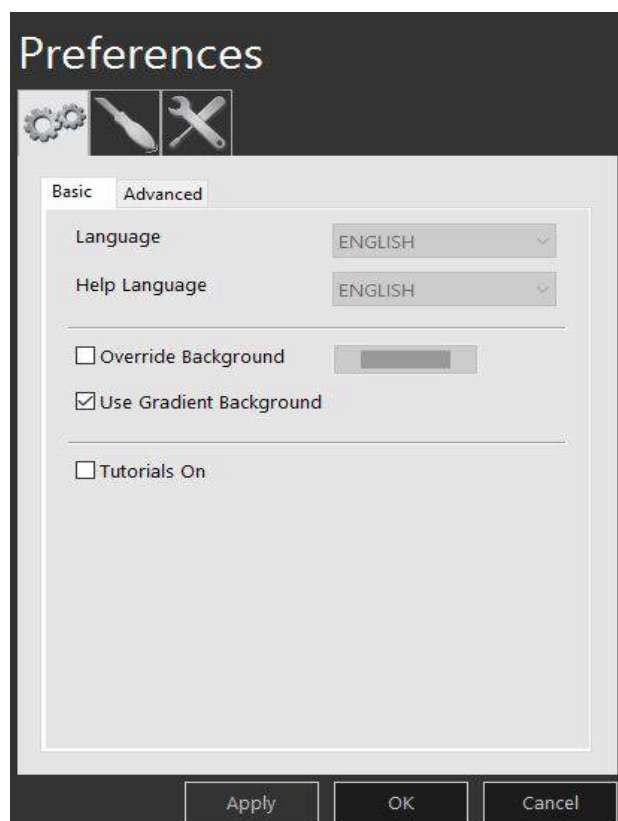 Preferences
Basic Advanced
Language ENGLISH
Help Language ENGLISH
Override Background
Use Gradient Background
Tutorials On
Apply OK Cancel